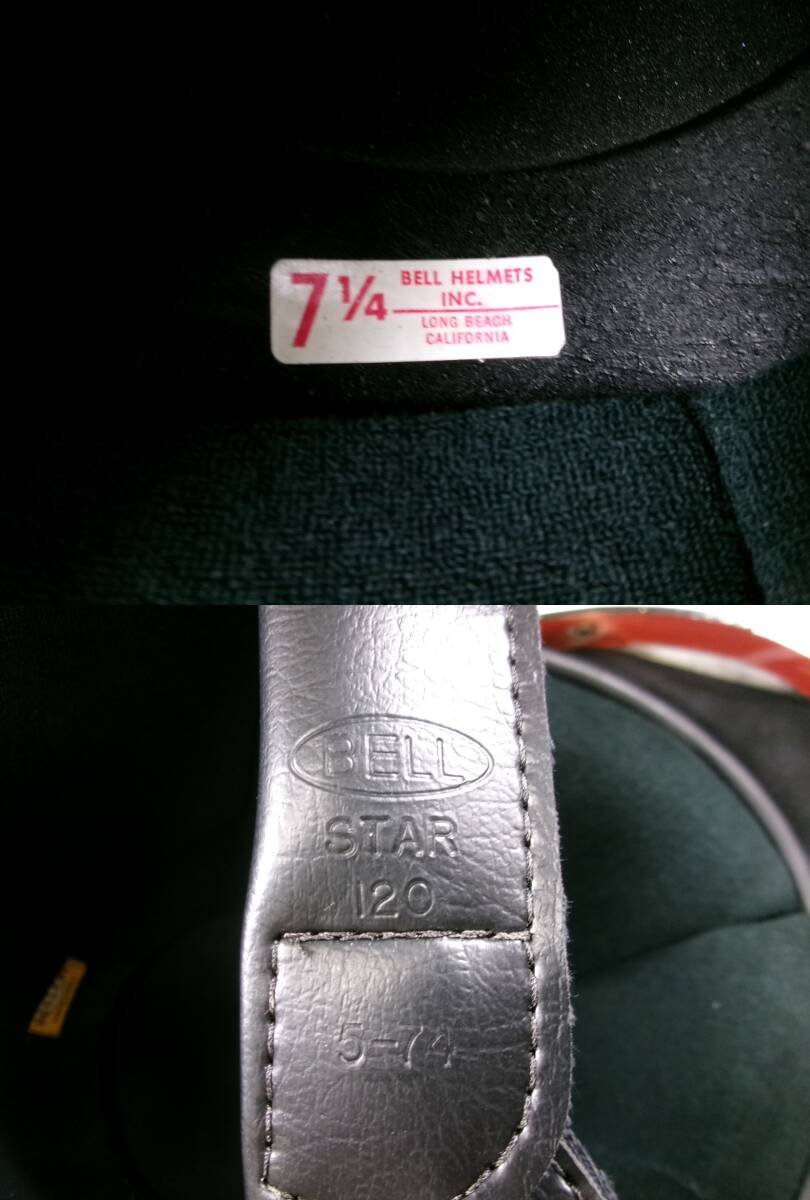 7 1/4
BELL HELMETS
INC.
LONG BEACH
CALIFORNIA
BELL
STAR
120
5-74